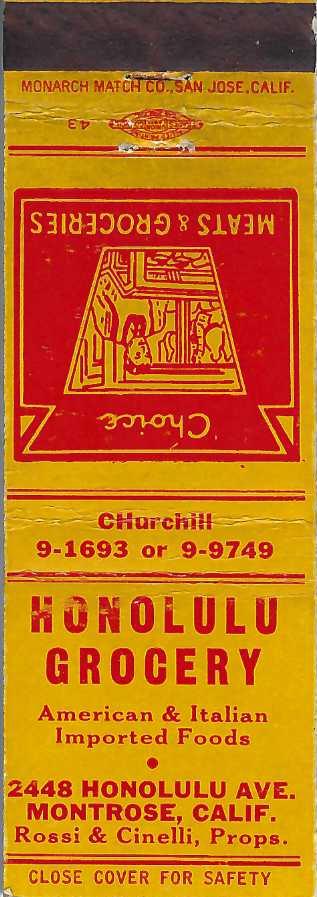 MONARCH MATCH CO., SAN JOSE, CALIF.
43
MEATS & GROCERIES
Choice
CHurchill
9-1693 or 9-9749
HONOLULU
GROCERY
American & Italian
Imported Foods
2448 HONOLULU AVE.
MONTROSE, CALIF.
Rossi & Cinelli, Props.
CLOSE COVER FOR SAFETY